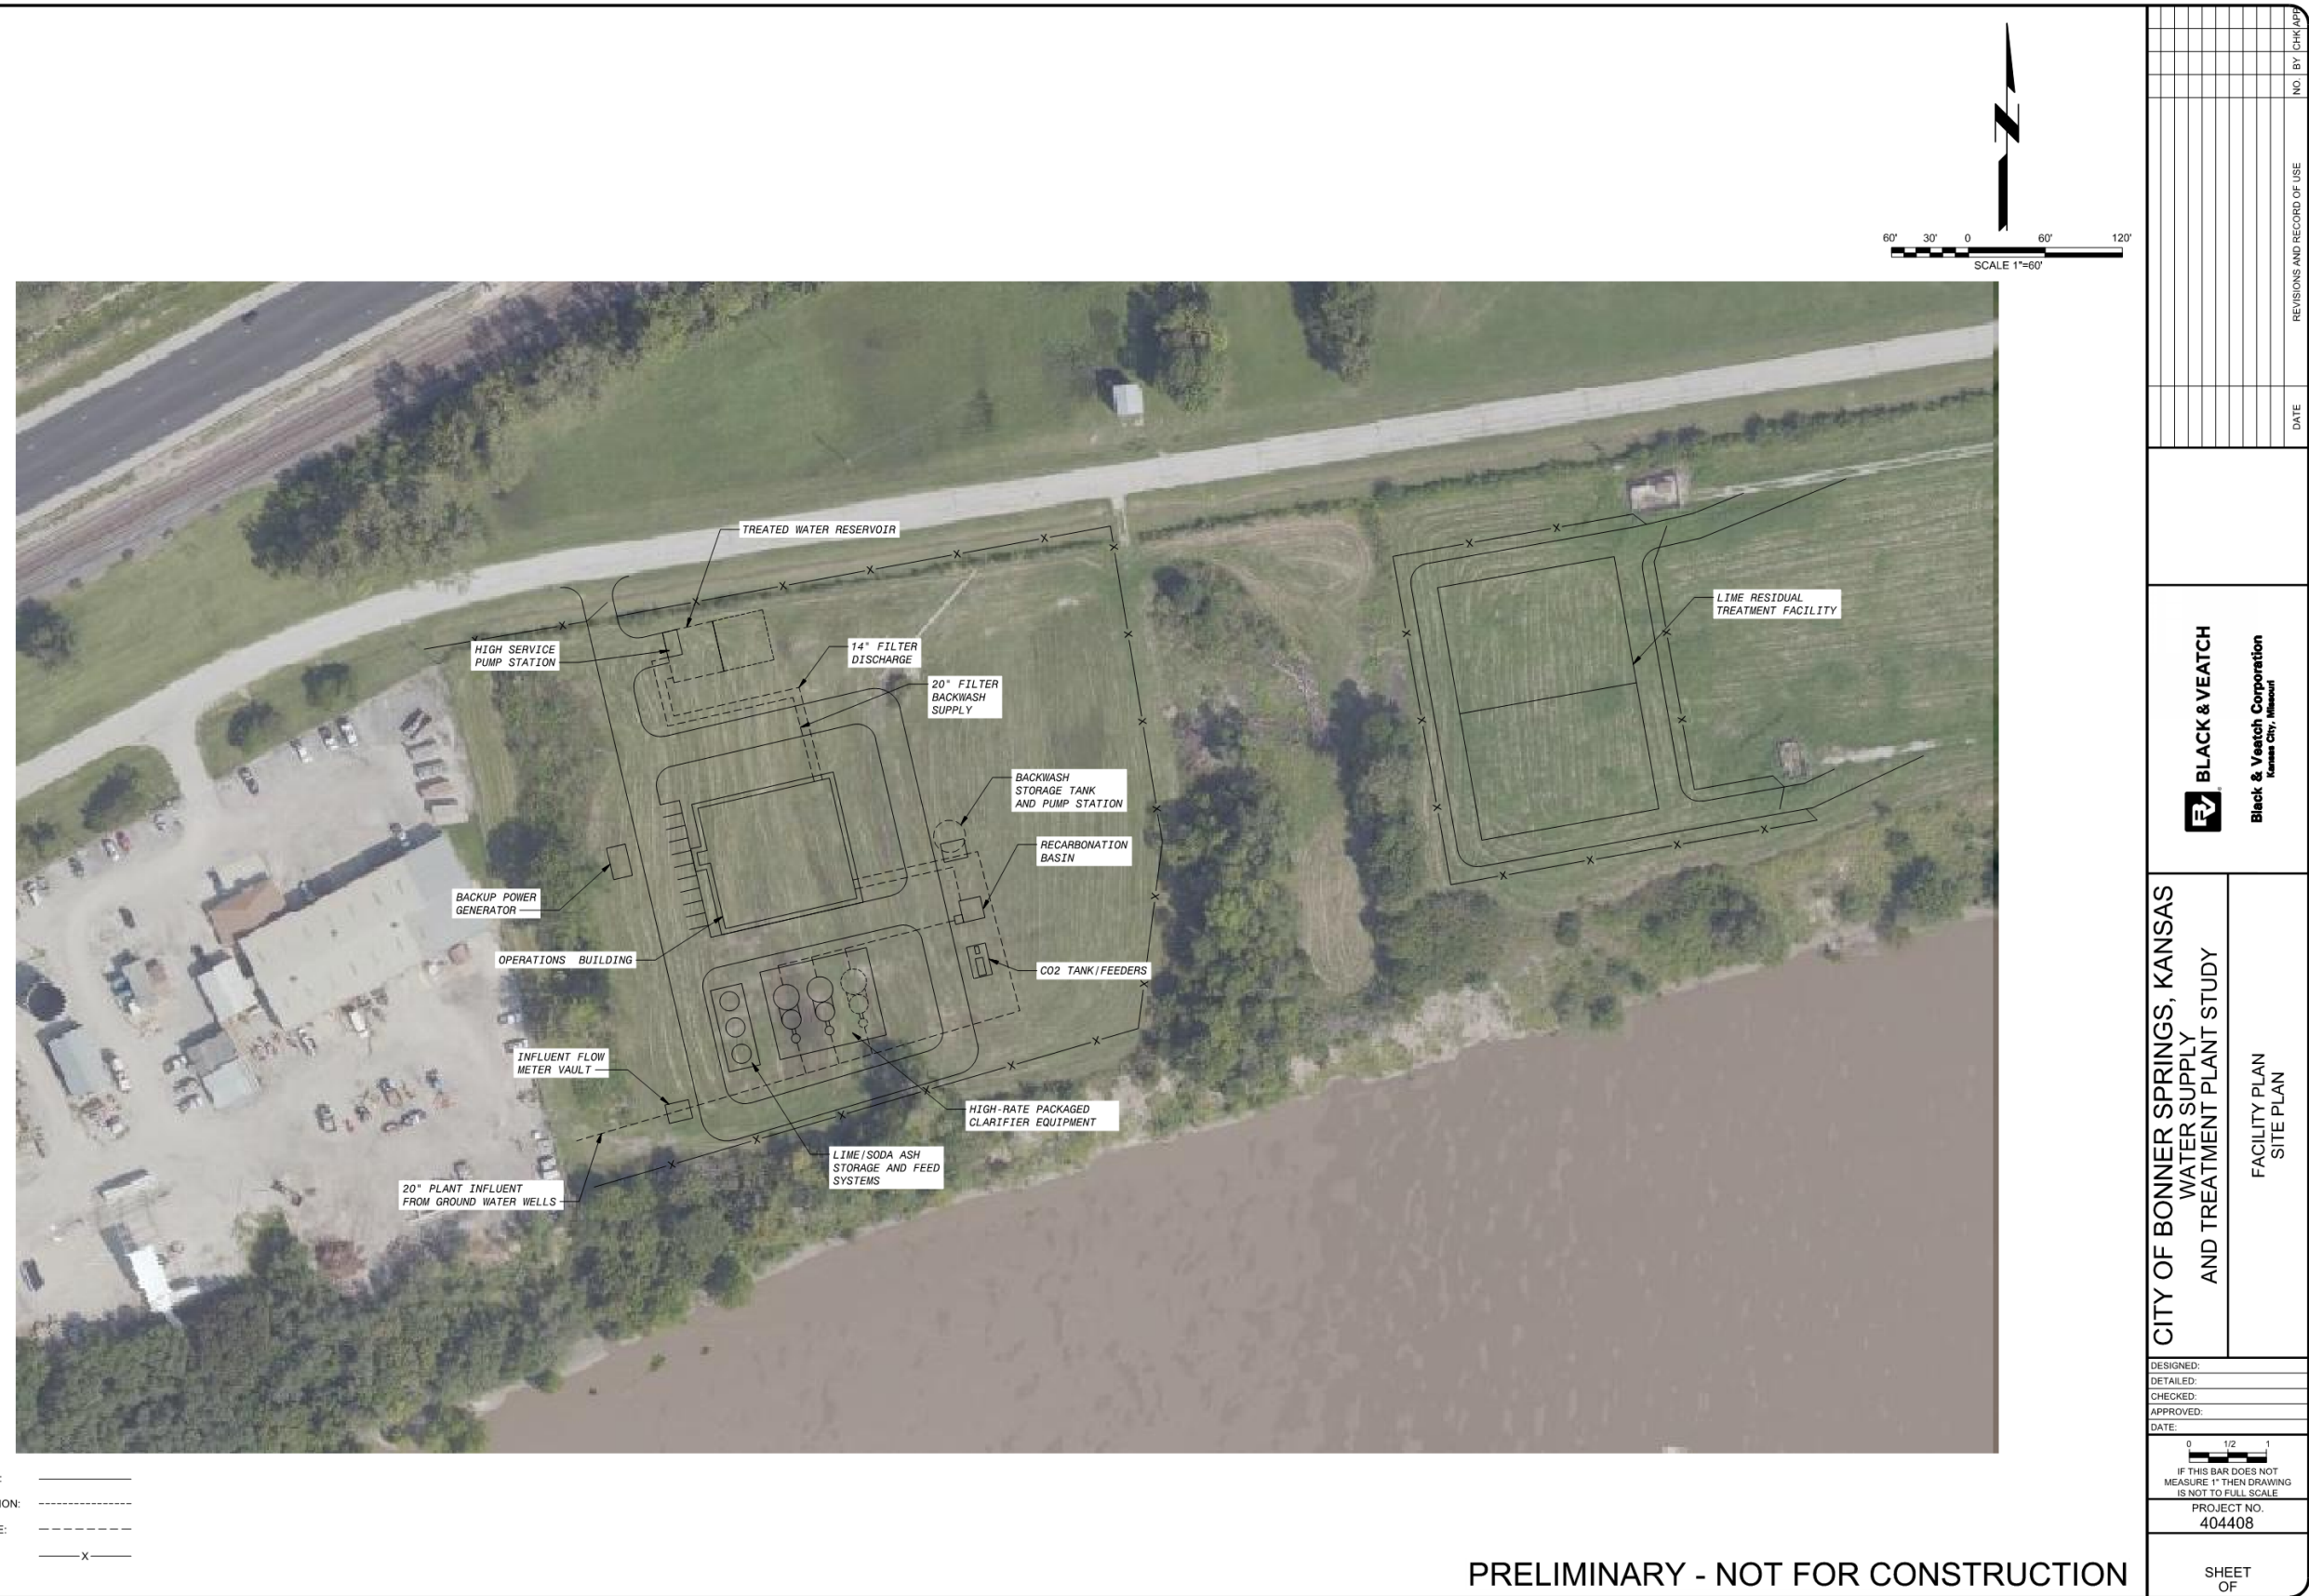 60' 30' 0 60' 120'
SCALE 1"=60'
TREATED WATER RESERVOIR
HIGH SERVICE
PUMP STATION
14" FILTER
DISCHARGE
20" FILTER
BACKWASH
SUPPLY
LIME RESIDUAL
TREATMENT FACILITY
BACKWASH
STORAGE TANK
AND PUMP STATION
RECARBONATION
BASIN
BACKUP POWER
GENERATOR
OPERATIONS BUILDING
CO2 TANK/FEEDERS
INFLUENT FLOW
METER VAULT
HIGH-RATE PACKAGED
CLARIFIER EQUIPMENT
LIME/SODA ASH
STORAGE AND FEED
SYSTEMS
20" PLANT INFLUENT
FROM GROUND WATER WELLS
X
PRELIMINARY - NOT FOR CONSTRUCTION
NO. BY CHK APP
REVISIONS AND RECORD OF USE
DATE
BV BLACK & VEATCH
Black & Veatch Corporation
Kansas City, Missouri
CITY OF BONNER SPRINGS, KANSAS
WATER SUPPLY
AND TREATMENT PLANT STUDY
FACILITY PLAN
SITE PLAN
DESIGNED:
DETAILED:
CHECKED:
APPROVED:
DATE:
0 1/2 1
IF THIS BAR DOES NOT
MEASURE 1" THEN DRAWING
IS NOT TO FULL SCALE
PROJECT NO.
404408
SHEET
OF